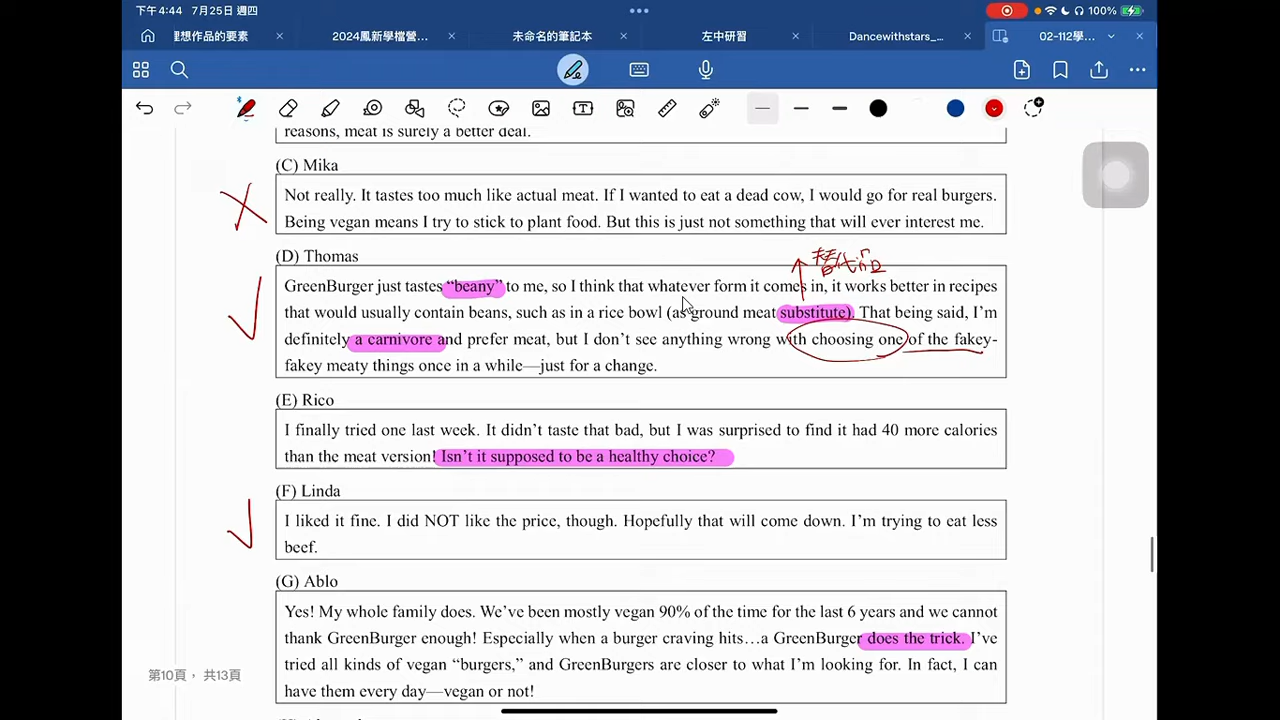 下午4:44 7月25日 週四
100%
理想作品的要素
2024鳳新學檔營...
未命名的筆記本
左中研習
Dancewithstars_...
02-112學...
reasons, meat is surely a better deal.
(C) Mika
Not really. It tastes too much like actual meat. If I wanted to eat a dead cow, I would go for real burgers.
Being vegan means I try to stick to plant food. But this is just not something that will ever interest me.
替代品
(D) Thomas
GreenBurger just tastes “beany” to me, so I think that whatever form it comes in, it works better in recipes
that would usually contain beans, such as in a rice bowl (as ground meat substitute). That being said, I’m
definitely a carnivore and prefer meat, but I don’t see anything wrong with choosing one of the fakey-
fakey meaty things once in a while—just for a change.
(E) Rico
I finally tried one last week. It didn’t taste that bad, but I was surprised to find it had 40 more calories
than the meat version! Isn’t it supposed to be a healthy choice?
(F) Linda
I liked it fine. I did NOT like the price, though. Hopefully that will come down. I’m trying to eat less
beef.
(G) Ablo
Yes! My whole family does. We’ve been mostly vegan 90% of the time for the last 6 years and we cannot
thank GreenBurger enough! Especially when a burger craving hits…a GreenBurger does the trick. I’ve
tried all kinds of vegan “burgers,” and GreenBurgers are closer to what I’m looking for. In fact, I can
have them every day—vegan or not!
第10頁， 共13頁